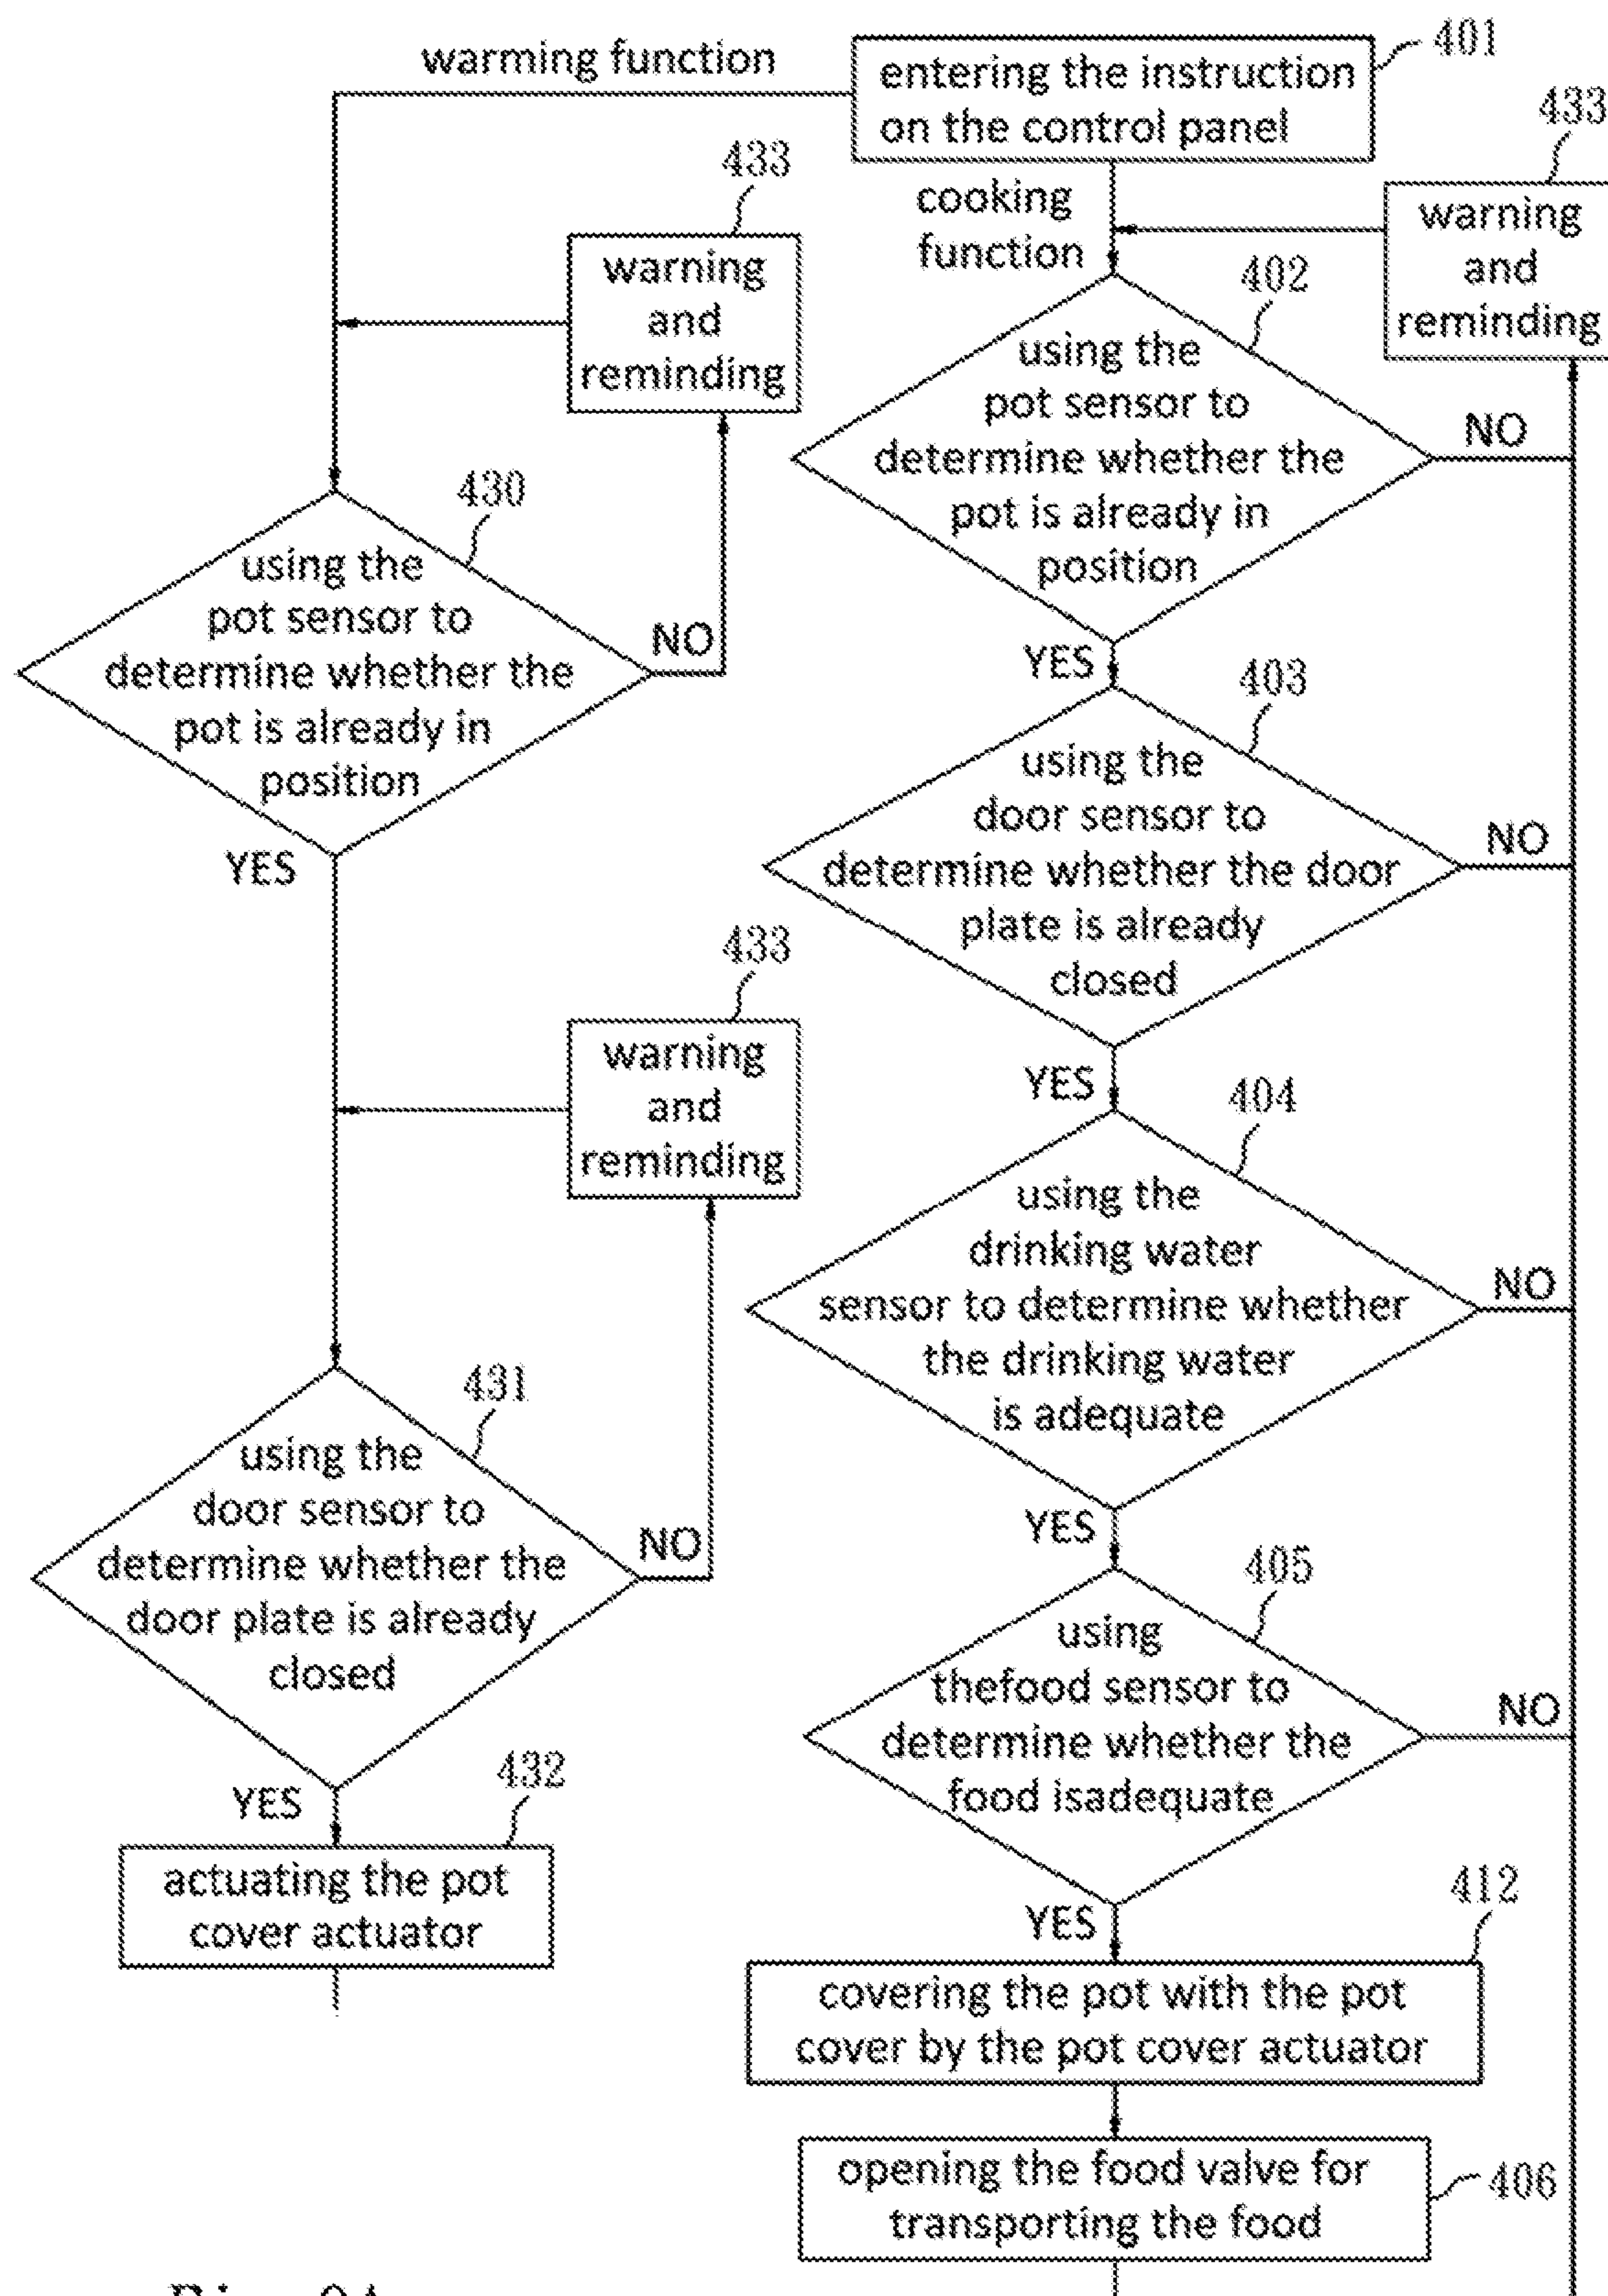 warming function
entering the instruction
on the control panel
401
433
warning
and
reminding
cooking
function
433
warning
and
reminding
402
using the
pot sensor to
determine whether the
pot is already in
position
NO
YES
430
using the
pot sensor to
determine whether the
pot is already in
position
NO
YES
403
using the
door sensor to
determine whether the door
plate is already
closed
NO
YES
433
warning
and
reminding
404
using the
drinking water
sensor to determine whether
the drinking water
is adequate
NO
YES
431
using the
door sensor to
determine whether the
door plate is already
closed
NO
YES
405
using
thefood sensor to
determine whether the
food isadequate
NO
YES
432
actuating the pot
cover actuator
412
covering the pot with the pot
cover by the pot cover actuator
opening the food valve for
transporting the food
406